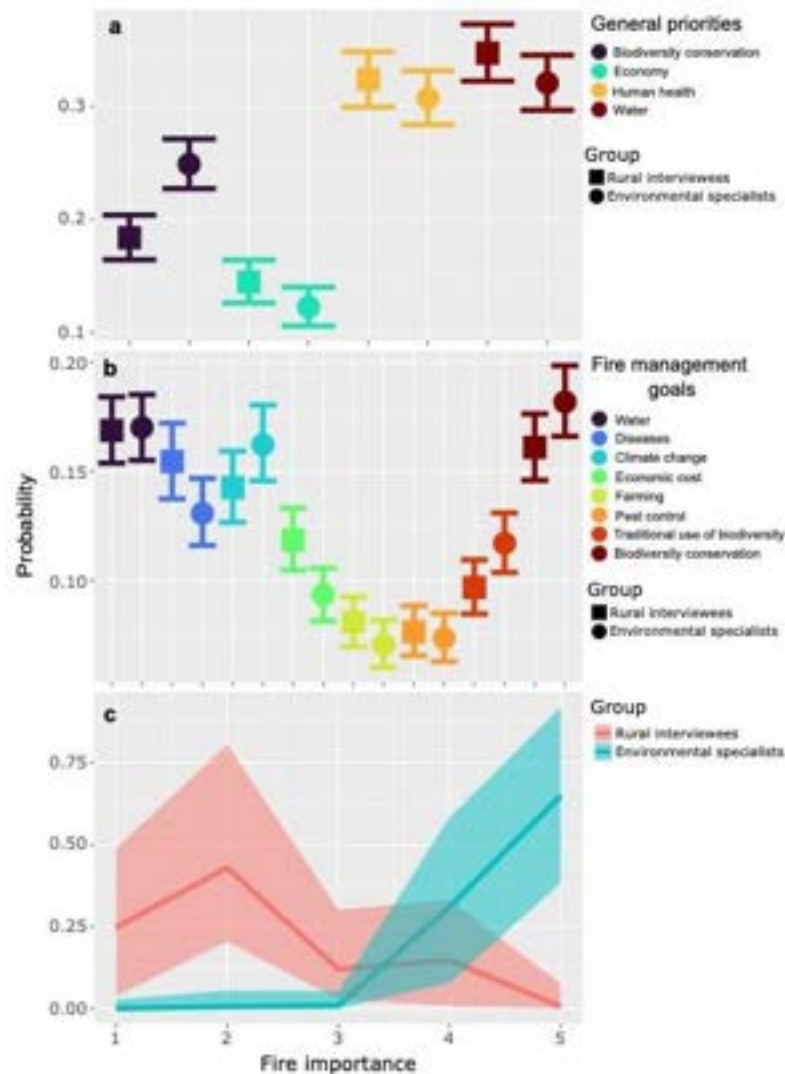 a
General priorities
Biodiversity conservation
Economy
Human health
Water
Group
Rural interviewees
Environmental specialists
0.3
0.2
0.1
b
Fire management
goals
Water
Diseases
Climate change
Economic cost
Farming
Pest control
Traditional use of biodiversity
Biodiversity conservation
Group
Rural interviewees
Environmental specialists
0.20
0.15
0.10
Probability
c
Group
Rural interviewees
Environmental specialists
0.75
0.50
0.25
0.00
1 2 3 4 5
Fire importance